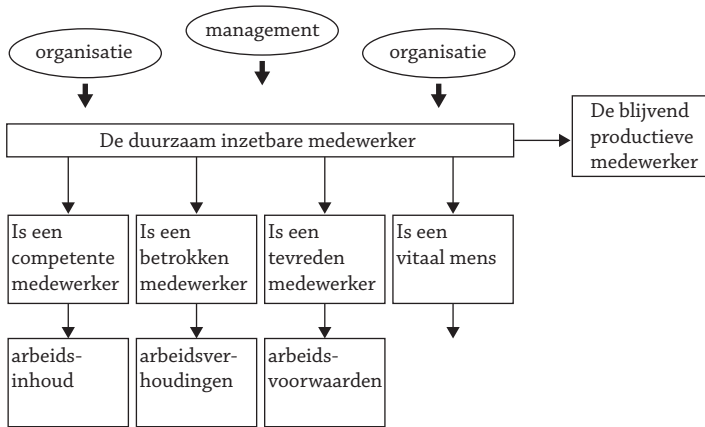 management
organisatie
organisatie
De duurzaam inzetbare medewerker
De blijvend
productieve
medewerker
Is een
competente
medewerker
Is een
betrokken
medewerker
Is een
tevreden
medewerker
Is een
vitaal mens
arbeids-
inhoud
arbeidsver-
houdingen
arbeids-
voorwaarden